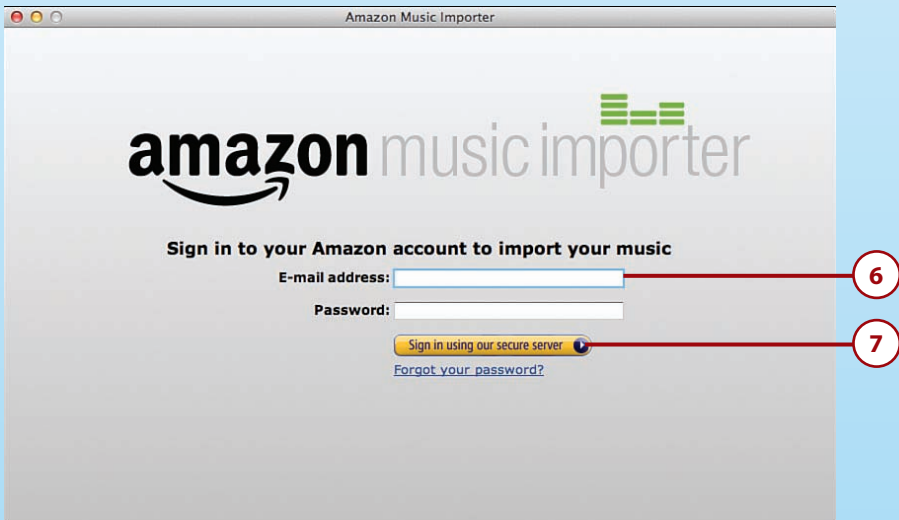 Amazon Music Importer
amazon music importer
Sign in to your Amazon account to import your music
E-mail address:
6
Password:
Sign in using our secure server
7
Forgot your password?